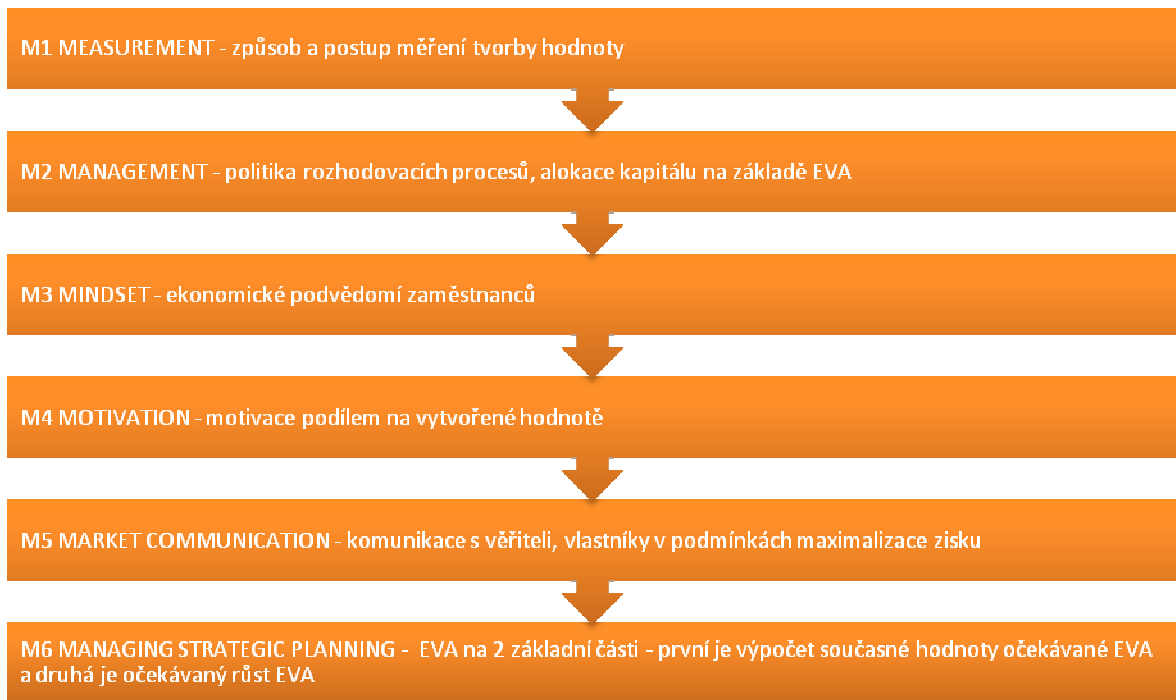 M1 MEASUREMENT - způsob a postup měření tvorby hodnoty
M2 MANAGEMENT - politika rozhodovacích procesů, alokace kapitálu na základě EVA
M3 MINDSET - ekonomické podvědomí zaměstnanců
M4 MOTIVATION - motivace podílem na vytvořené hodnotě
M5 MARKET COMMUNICATION - komunikace s věřiteli, vlastníky v podmínkách maximalizace zisku
M6 MANAGING STRATEGIC PLANNING - EVA na 2 základní části - první je výpočet současné hodnoty očekávané EVA
a druhá je očekávaný růst EVA